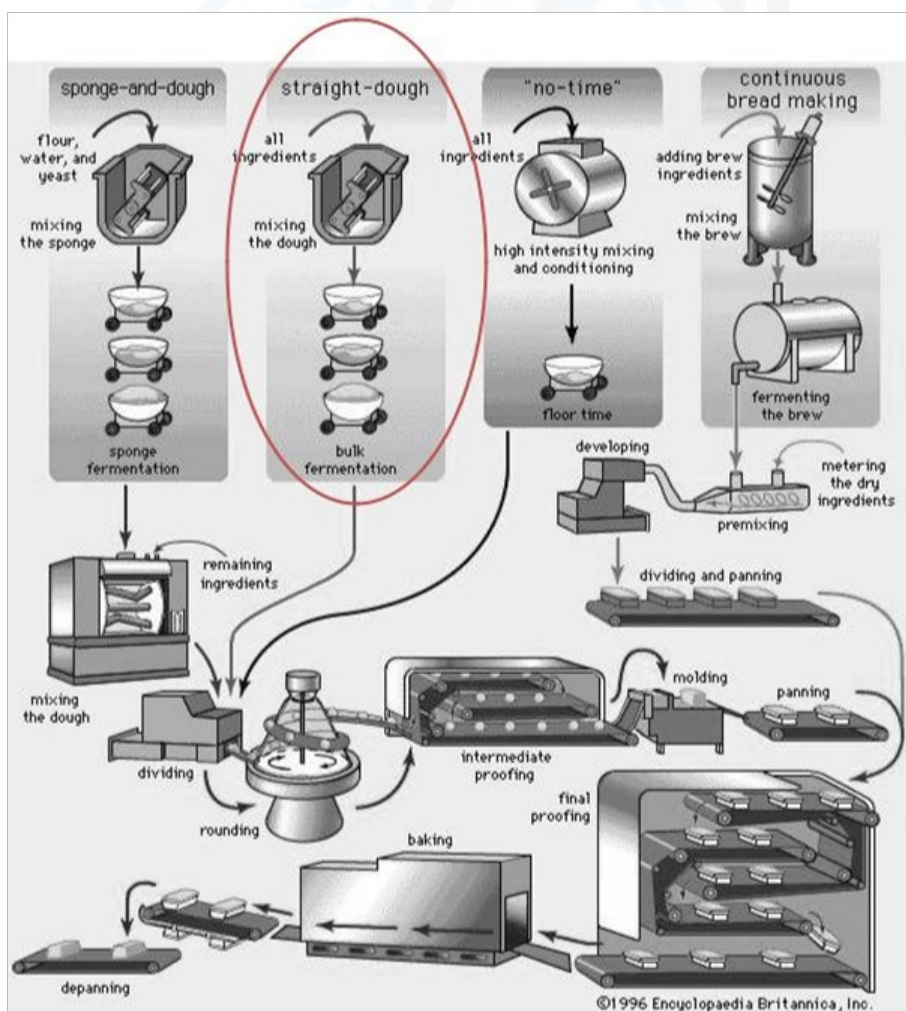 sponge-and-dough
flour,
water, and
yeast
mixing
the sponge
sponge
fermentation
straight-dough
all
ingredients
mixing
the dough
bulk
fermentation
"no-time"
all
ingredients
high intensity mixing
and conditioning
floor time
continuous
bread making
adding brew
ingredients
mixing
the brew
fermenting
the brew
developing
metering
the dry
ingredients
premixing
dividing and panning
remaining
ingredients
mixing
the dough
dividing
rounding
intermediate
proofing
molding
panning
final
proofing
baking
depanning
©1996 Encyclopaedia Britannica, Inc.